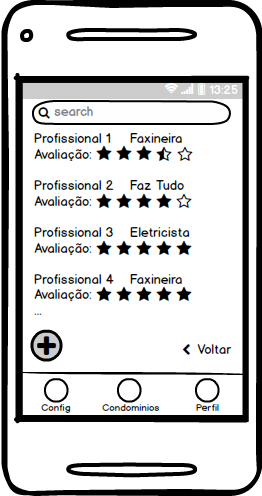 13:25
search
Profissional 1 Faxineira
Avaliação:
Profissional 2 Faz Tudo
Avaliação:
Profissional 3 Eletricista
Avaliação:
Profissional 4 Faxineira
Avaliação:
...
Voltar
Config Condominios Perfil